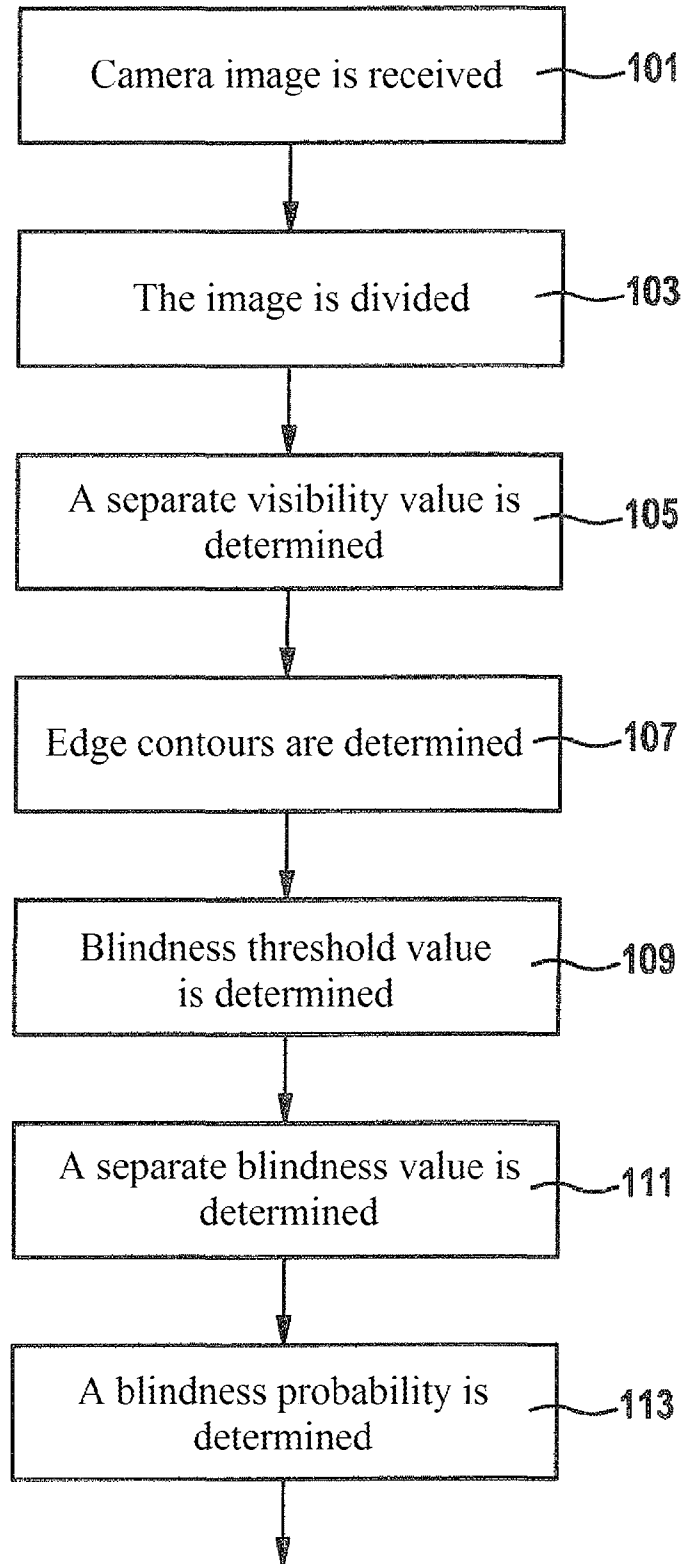 Camera image is received
101
The image is divided
103
A separate visibility value is
determined
105
Edge contours are determined
107
Blindness threshold value
is determined
109
A separate blindness value is
determined
111
A blindness probability is
determined
113